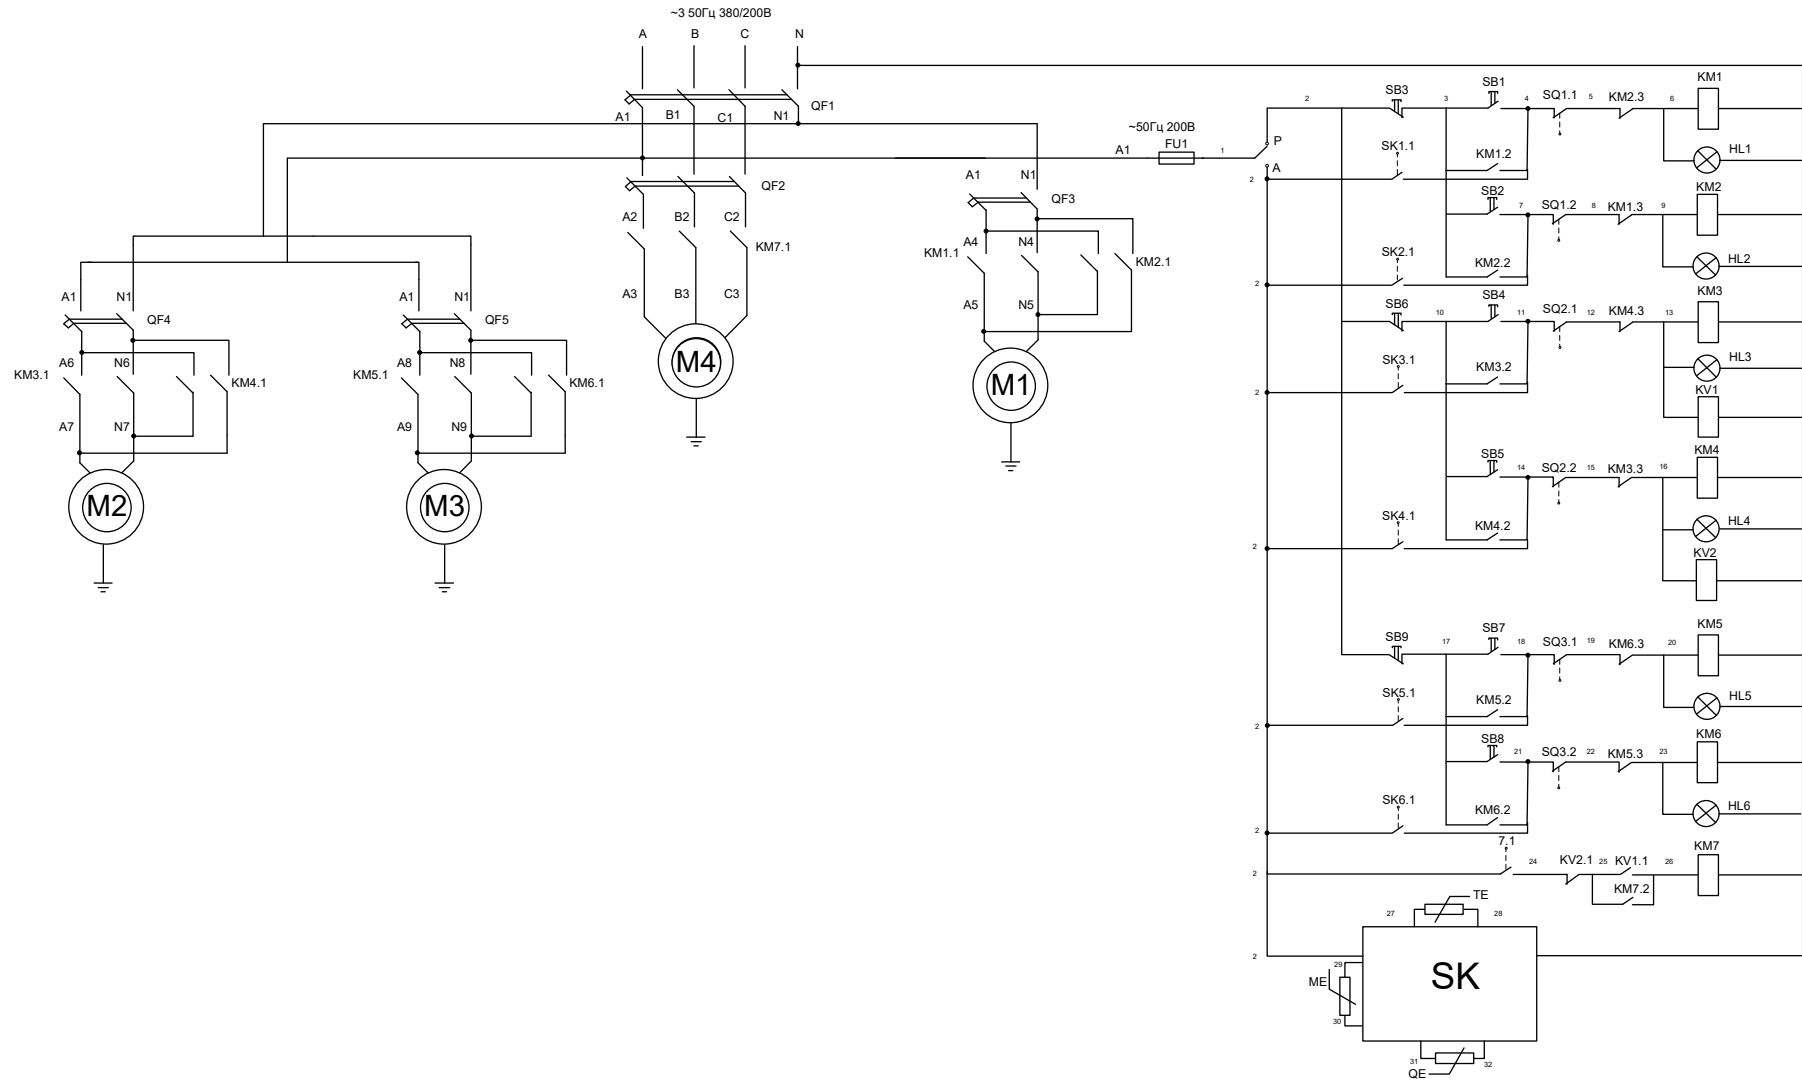 ~3 50Гц 380/200В
A B C N
QF1
A1 B1 C1 N1
~50Гц 200В
A1 FU1 1
P
A
2
QF2
A2 B2 C2
KM7.1
A3 B3 C3
M4
A1 N1
QF3
A4 N4
KM1.1 KM2.1
A5 N5
M1
A1 N1
QF4
A6 N6
KM3.1 KM4.1
A7 N7
M2
A1 N1
QF5
A8 N8
KM5.1 KM6.1
A9 N9
M3
2 SB3 3 SB1 4 SQ1.1 5 KM2.3 6 KM1
SK1.1 KM1.2 HL1
SB2 7 SQ1.2 8 KM1.3 9 KM2
2 SK2.1 KM2.2 HL2
SB6 10 SB4 11 SQ2.1 12 KM4.3 13 KM3
2 SK3.1 KM3.2 HL3
KV1
SB5 14 SQ2.2 15 KM3.3 16 KM4
2 SK4.1 KM4.2 HL4
KV2
SB9 17 SB7 18 SQ3.1 19 KM6.3 20 KM5
2 SK5.1 KM5.2 HL5
SB8 21 SQ3.2 22 KM5.3 23 KM6
2 SK6.1 KM6.2 HL6
2 7.1 24 KV2.1 25 KV1.1 26 KM7
KM7.2
27 TE 28
2
SK
29
ME
30
31 32
QE